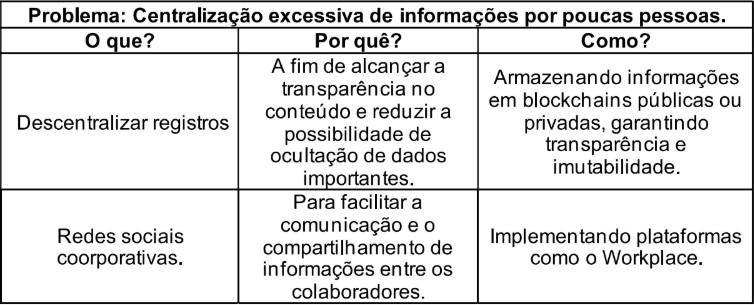 Problema: Centralização excessiva de informações por poucas pessoas.
O que?
Por quê?
Como?
Descentralizar registros
A fim de alcançar a
transparência no
conteúdo e reduzir a
possibilidade de
ocultação de dados
importantes.
Armazenando informações
em blockchains públicas ou
privadas, garantindo
transparência e
imutabilidade.
Redes sociais
coorporativas.
Para facilitar a
comunicação e o
compartilhamento de
informações entre os
colaboradores.
Implementando plataformas
como o Workplace.